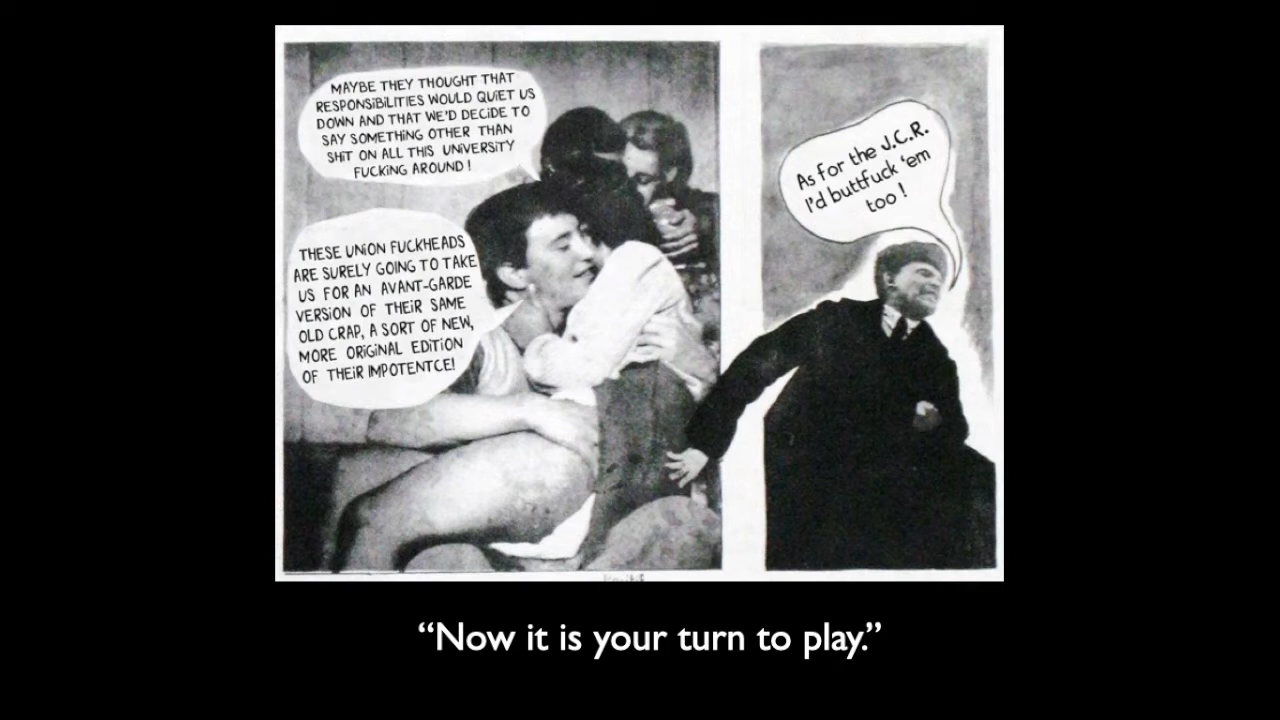 MAYBE THEY THOUGHT THAT
RESPONSIBILITIES WOULD QUIET US
DOWN AND THAT WE'D DECIDE TO
SAY SOMETHING OTHER THAN
SHIT ON ALL THIS UNIVERSITY
FUCKING AROUND!
THESE UNION FUCKHEADS
ARE SURELY GOING TO TAKE
US FOR AN AVANT-GARDE
VERSION OF THEIR SAME
OLD CRAP, A SORT OF NEW,
MORE ORIGINAL EDITION
OF THEIR IMPOTENTCE!
As for the J.C.R.
I'd buttfuck 'em
too!
“Now it is your turn to play.”